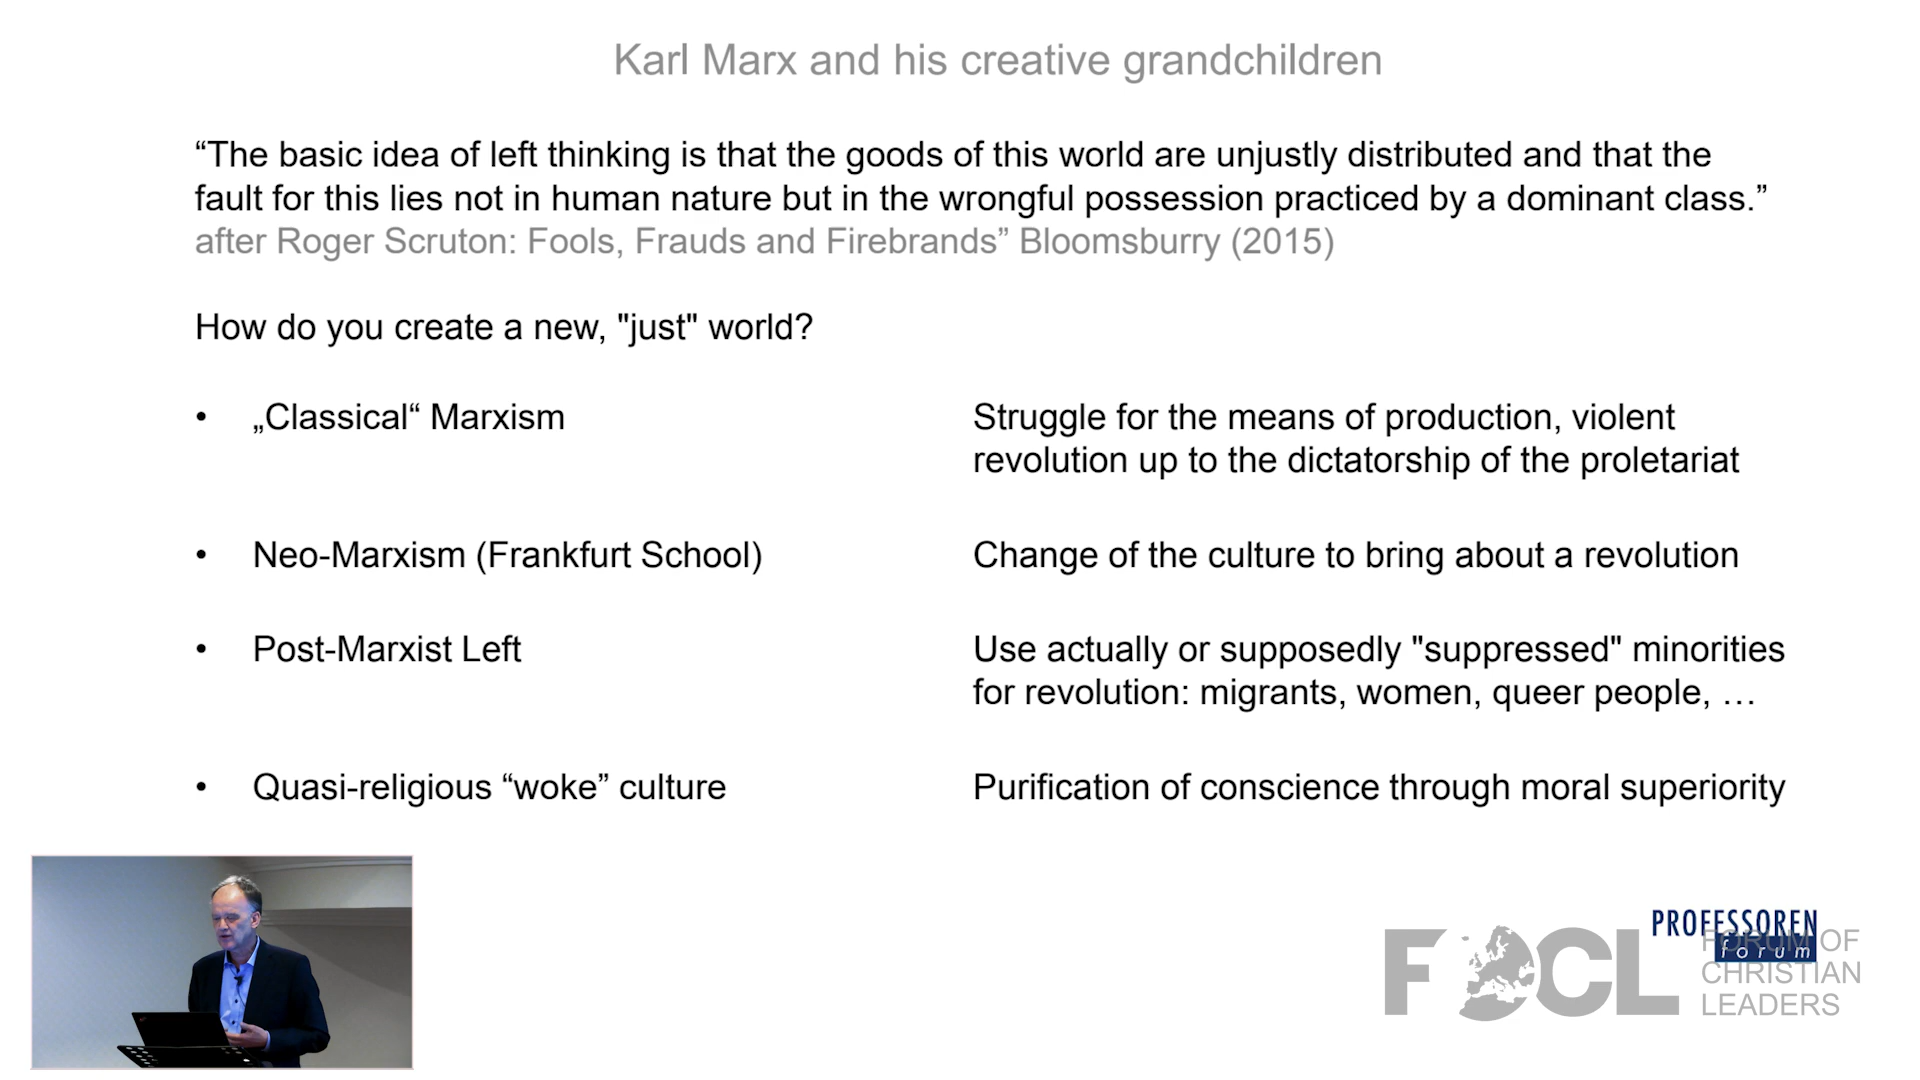 Karl Marx and his creative grandchildren
“The basic idea of left thinking is that the goods of this world are unjustly distributed and that the
fault for this lies not in human nature but in the wrongful possession practiced by a dominant class.”
after Roger Scruton: Fools, Frauds and Firebrands” Bloomsburry (2015)
How do you create a new, "just" world?
• „Classical“ Marxism
Struggle for the means of production, violent
revolution up to the dictatorship of the proletariat
• Neo-Marxism (Frankfurt School)
Change of the culture to bring about a revolution
• Post-Marxist Left
Use actually or supposedly "suppressed" minorities
for revolution: migrants, women, queer people, …
• Quasi-religious “woke” culture
Purification of conscience through moral superiority
PROFESSOREN
forum
FOCL
FORUM OF
CHRISTIAN
LEADERS